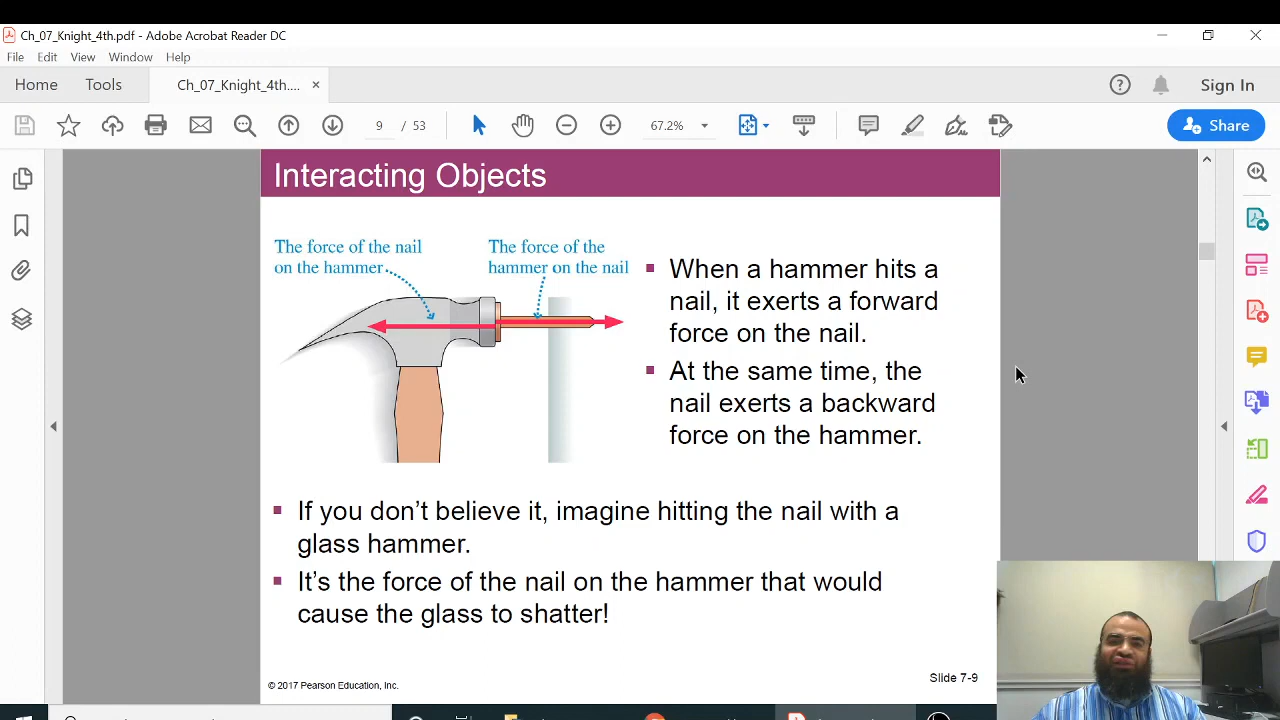 Ch_07_Knight_4th.pdf - Adobe Acrobat Reader DC
File Edit View Window Help
Home Tools Ch_07_Knight_4th.... × Sign In
9 / 53 67.2% Share
Interacting Objects
The force of the nail
on the hammer
The force of the
hammer on the nail
▪ When a hammer hits a
nail, it exerts a forward
force on the nail.
▪ At the same time, the
nail exerts a backward
force on the hammer.
▪ If you don’t believe it, imagine hitting the nail with a
glass hammer.
▪ It’s the force of the nail on the hammer that would
cause the glass to shatter!
© 2017 Pearson Education, Inc.
Slide 7-9